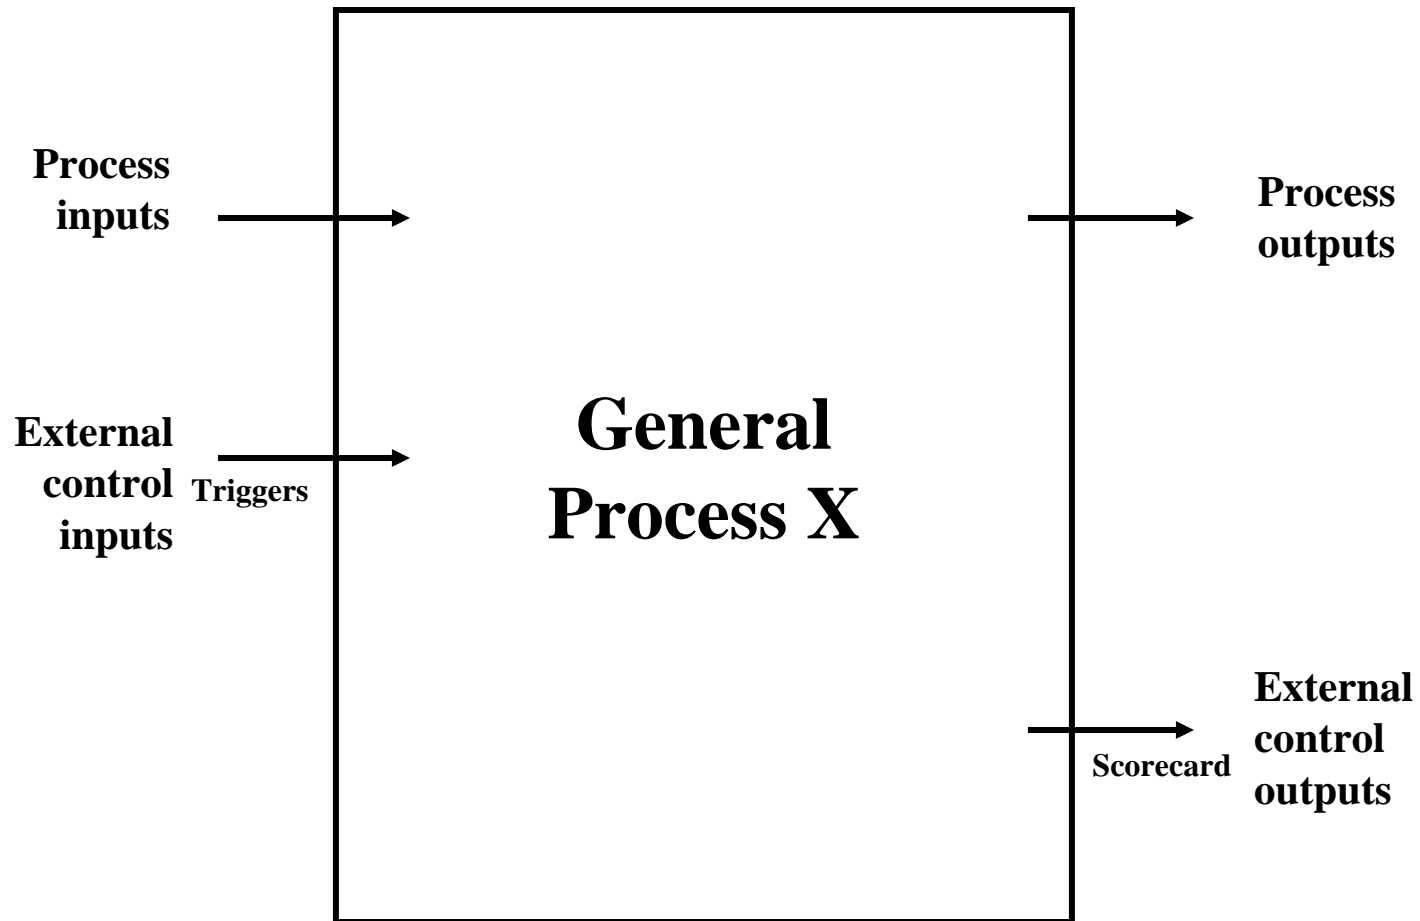 Process
inputs
Process
outputs
External
control
inputs
Triggers
General
Process X
External
control
outputs
Scorecard